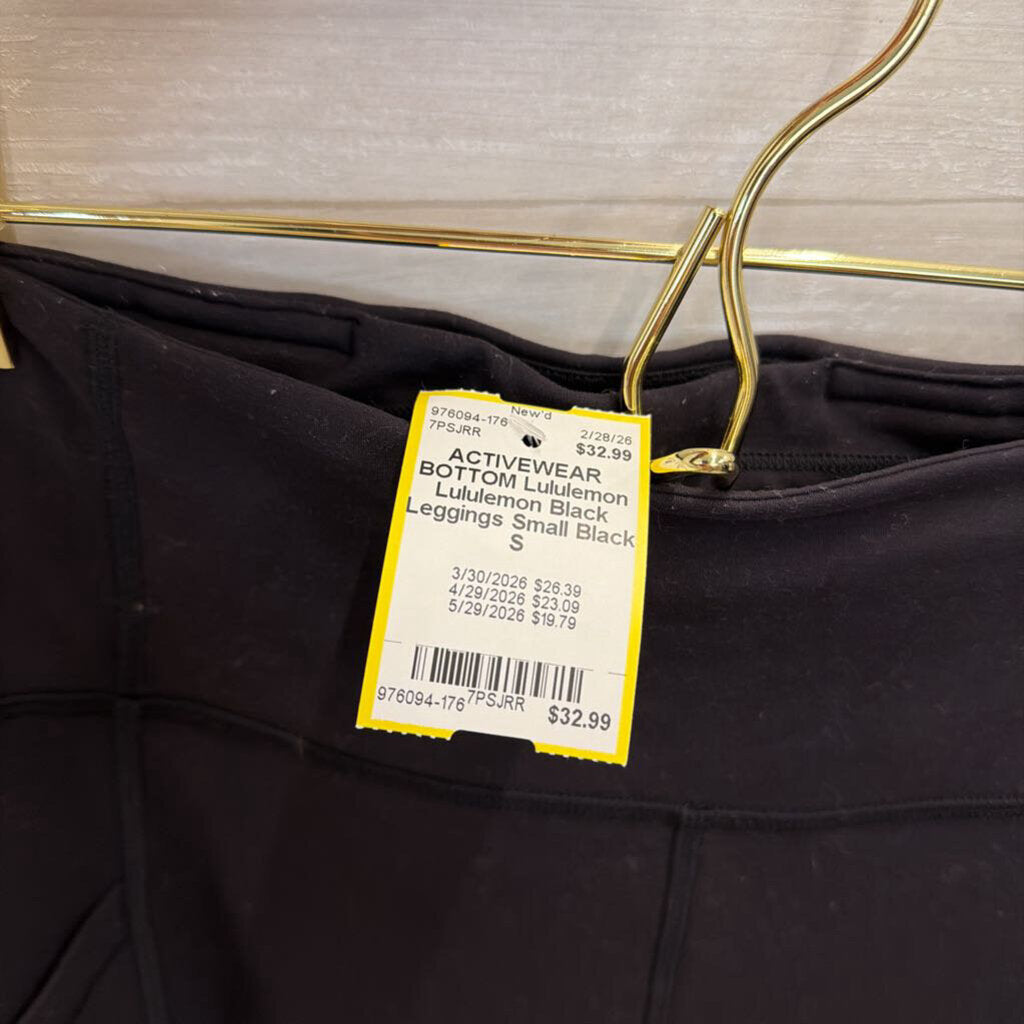 New'd
976094-176
7PSJRR
2/28/26
$32.99
ACTIVEWEAR
BOTTOM Lululemon
Lululemon Black
Leggings Small Black
S
3/30/2026 $26.39
4/29/2026 $23.09
5/29/2026 $19.79
976094-176 7PSJRR $32.99